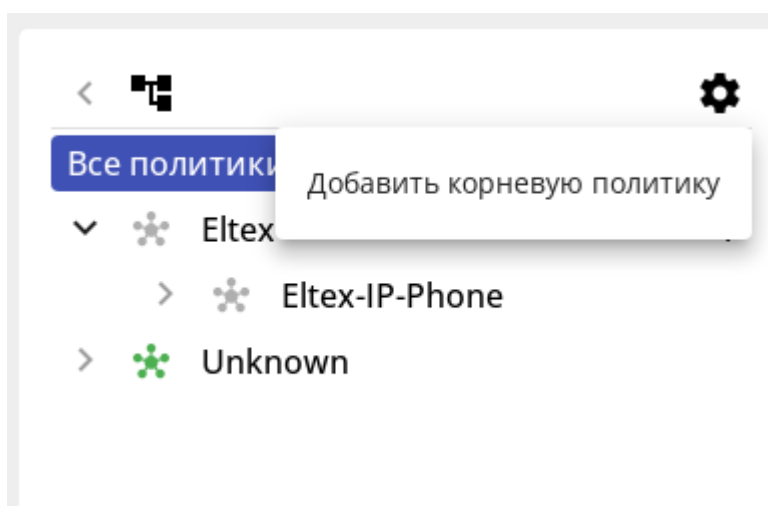 Все политики
Добавить корневую политику
Eltex
Eltex-IP-Phone
Unknown